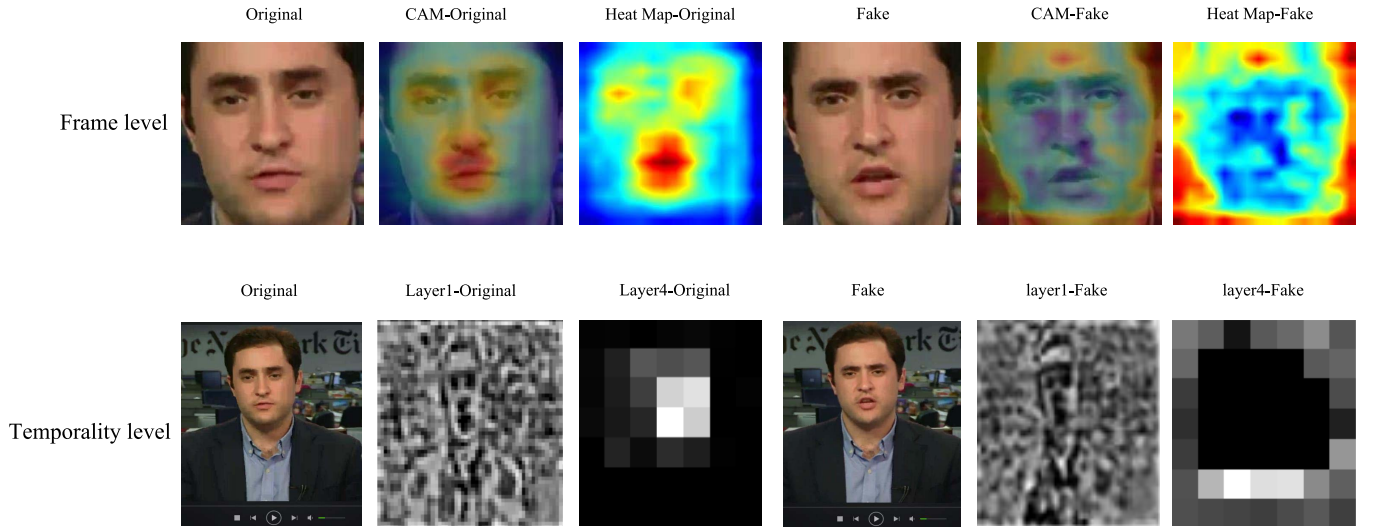 Original CAM-Original Heat Map-Original Fake CAM-Fake Heat Map-Fake
Frame level
Original Layer1-Original Layer4-Original Fake layer1-Fake layer4-Fake
Temporality level